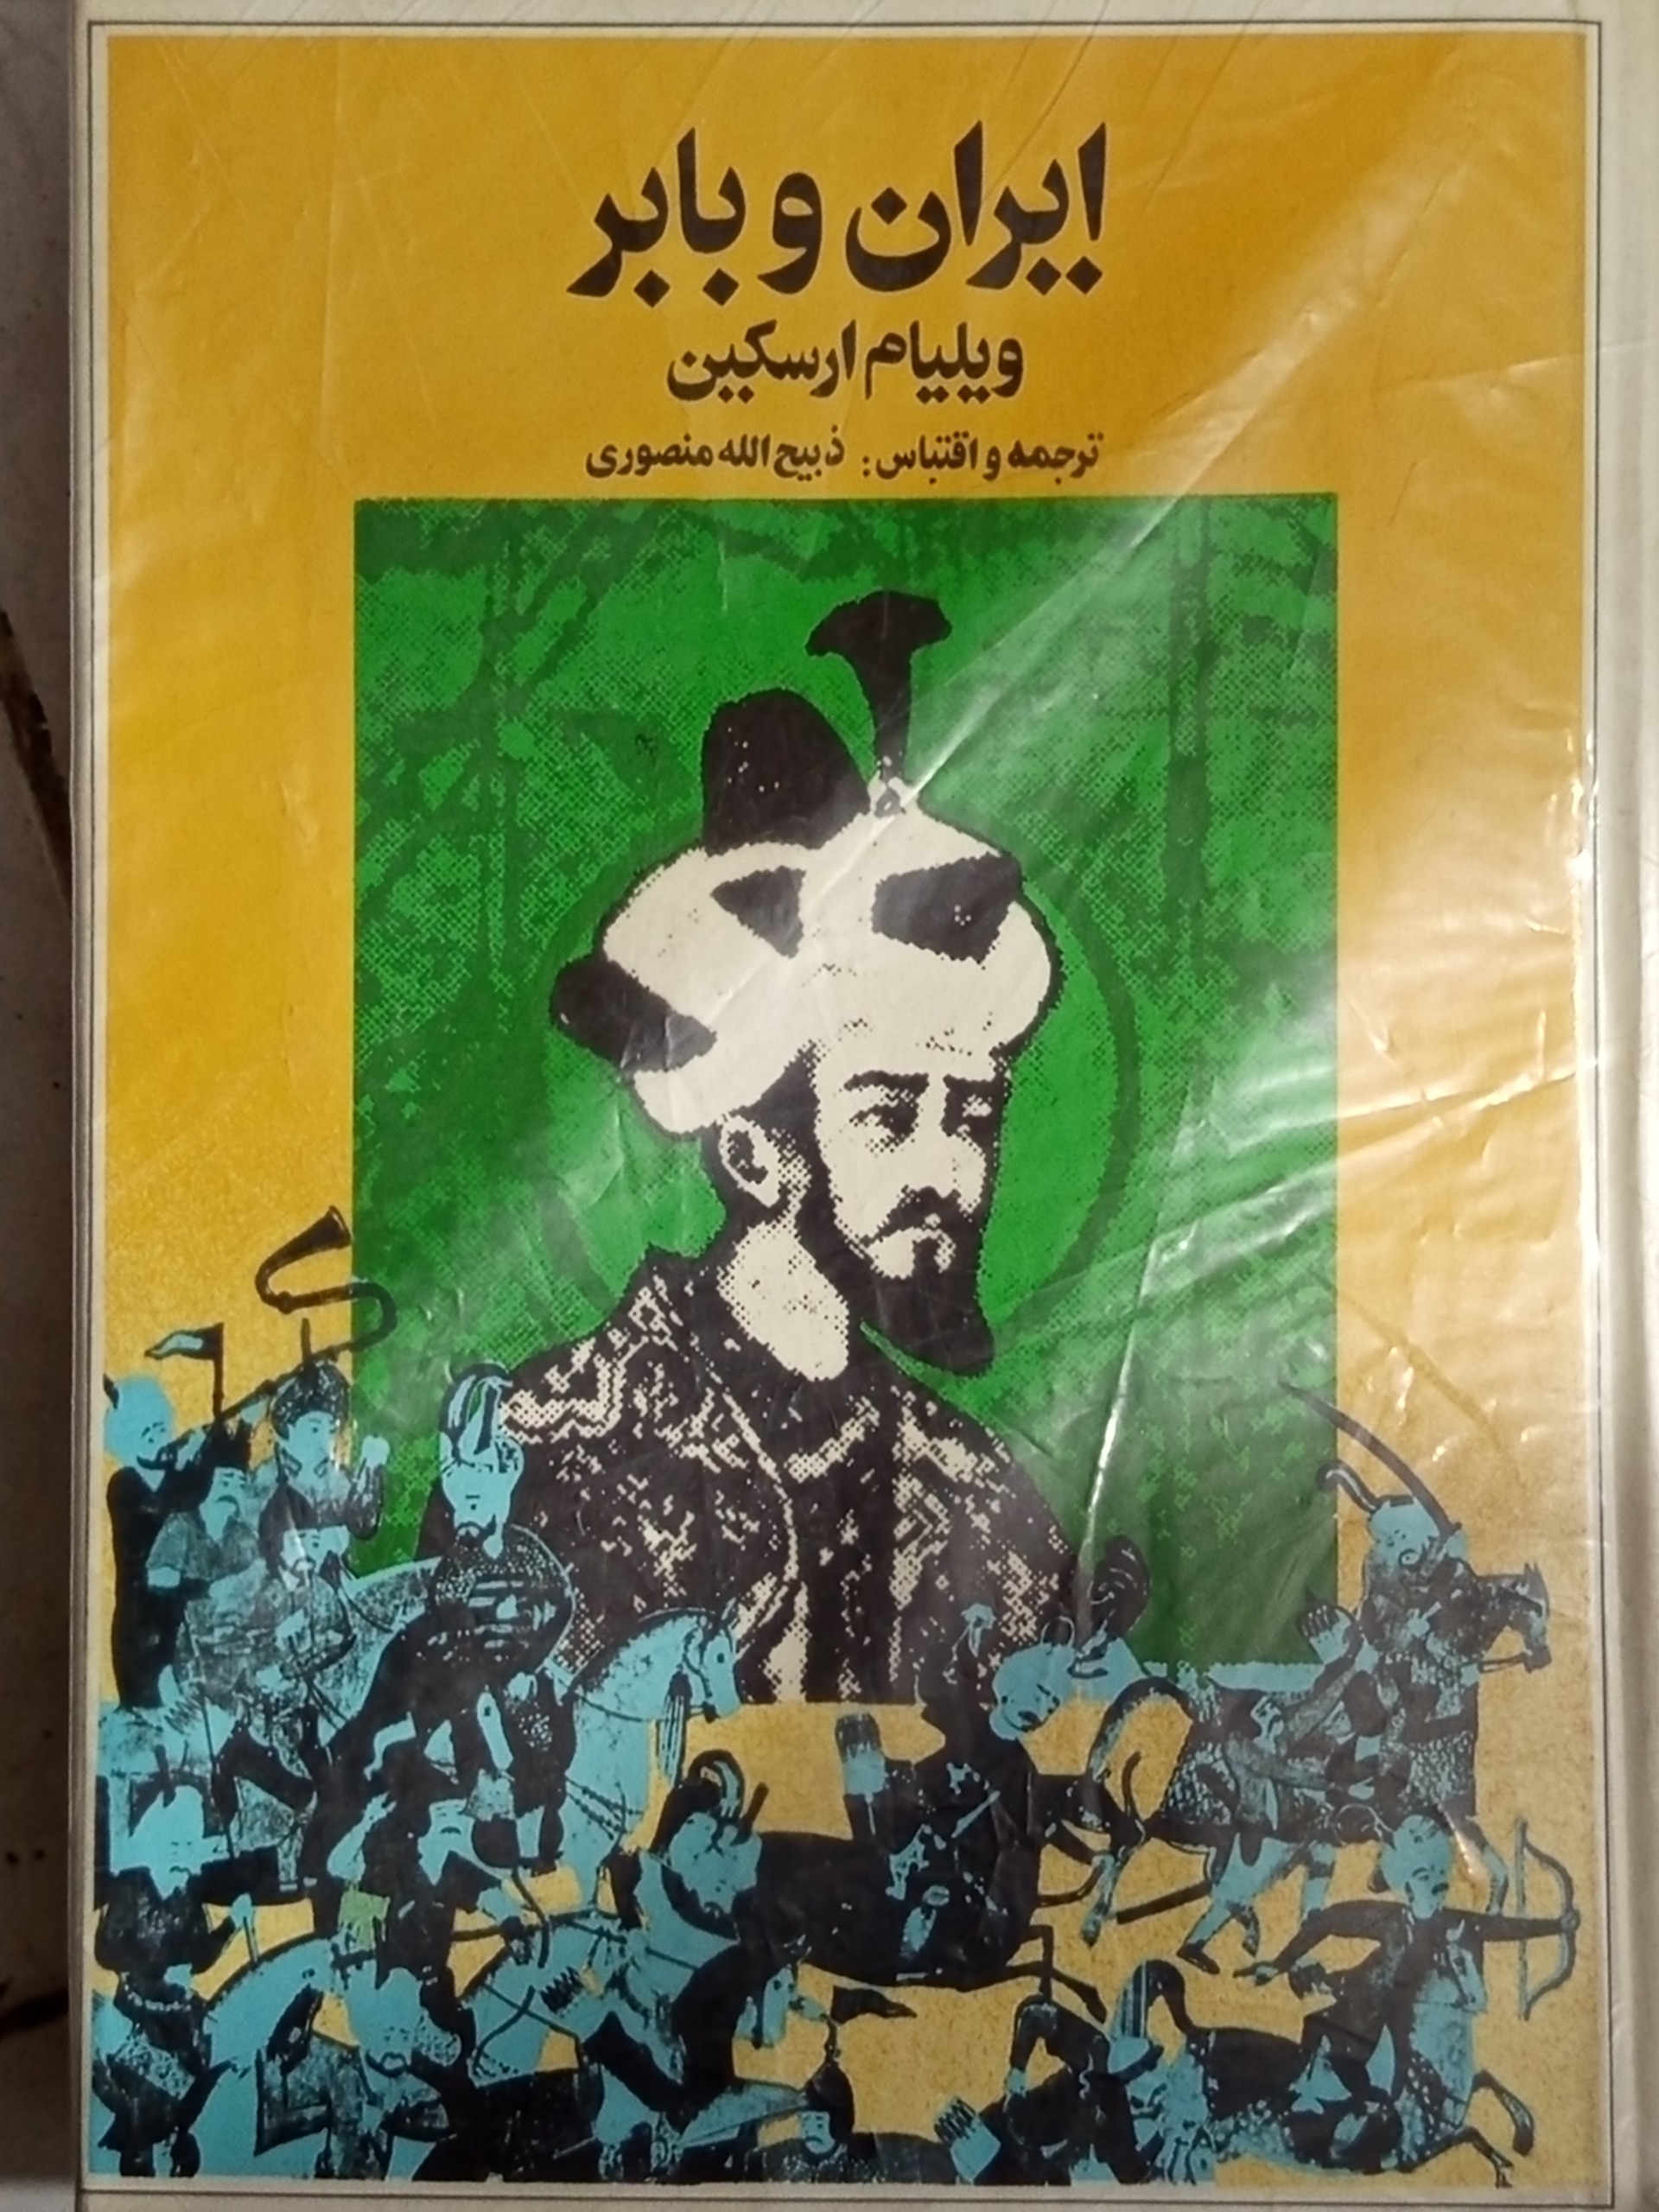 ایران و بابر
ویلیام ارسکین
ترجمه و اقتباس: ذبیح الله منصوری